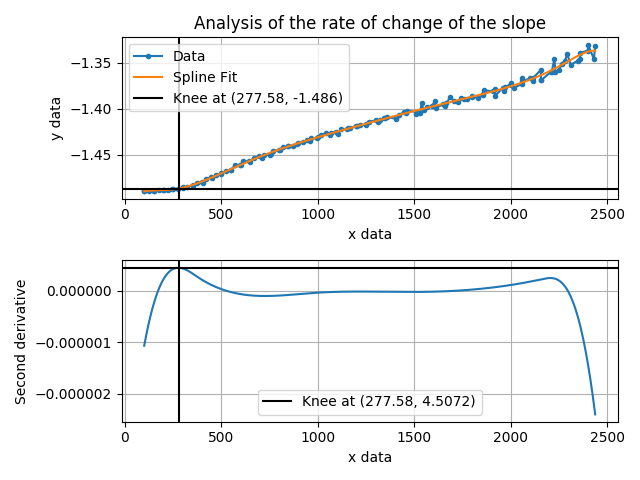 Analysis of the rate of change of the slope
Data
Spline Fit
Knee at (277.58, -1.486)
−1.35
−1.40
−1.45
y data
0 500 1000 1500 2000 2500
x data
0.000000
−0.000001
−0.000002
Second derivative
Knee at (277.58, 4.5072)
0 500 1000 1500 2000 2500
x data